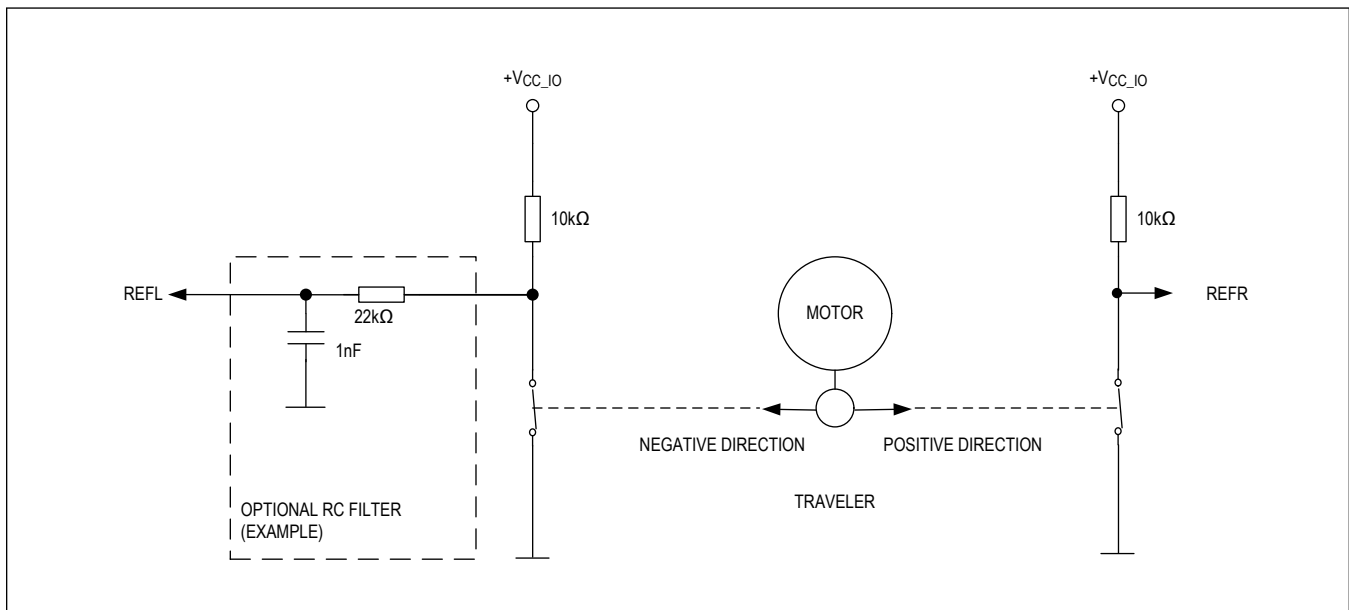 +VCC_IO
+VCC_IO
10kΩ
10kΩ
REFL
22kΩ
1nF
MOTOR
REFR
NEGATIVE DIRECTION
POSITIVE DIRECTION
TRAVELER
OPTIONAL RC FILTER
(EXAMPLE)